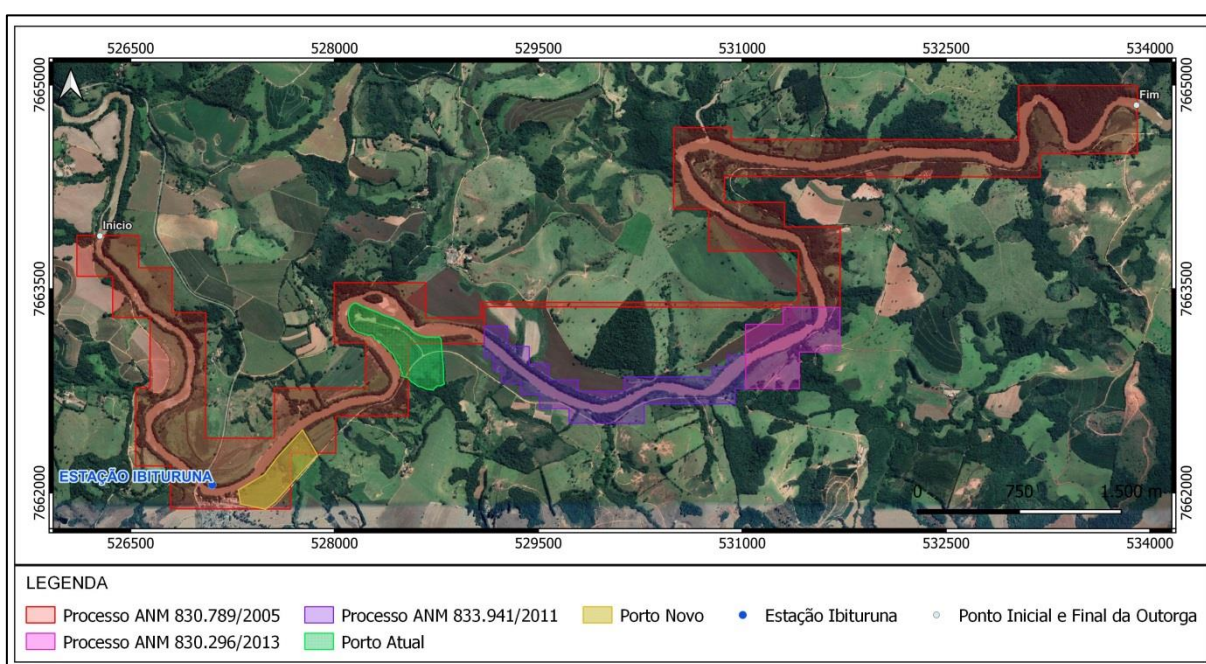 526500 528000 529500 531000 532500 534000
7665000 7665000
Fim
Início
7663500 7663500
ESTAÇÃO IBITURUNA
7662000 7662000
0 750 1.500 m
526500 528000 529500 531000 532500 534000
LEGENDA
Processo ANM 830.789/2005 Processo ANM 833.941/2011 Porto Novo Estação Ibituruna Ponto Inicial e Final da Outorga
Processo ANM 830.296/2013 Porto Atual